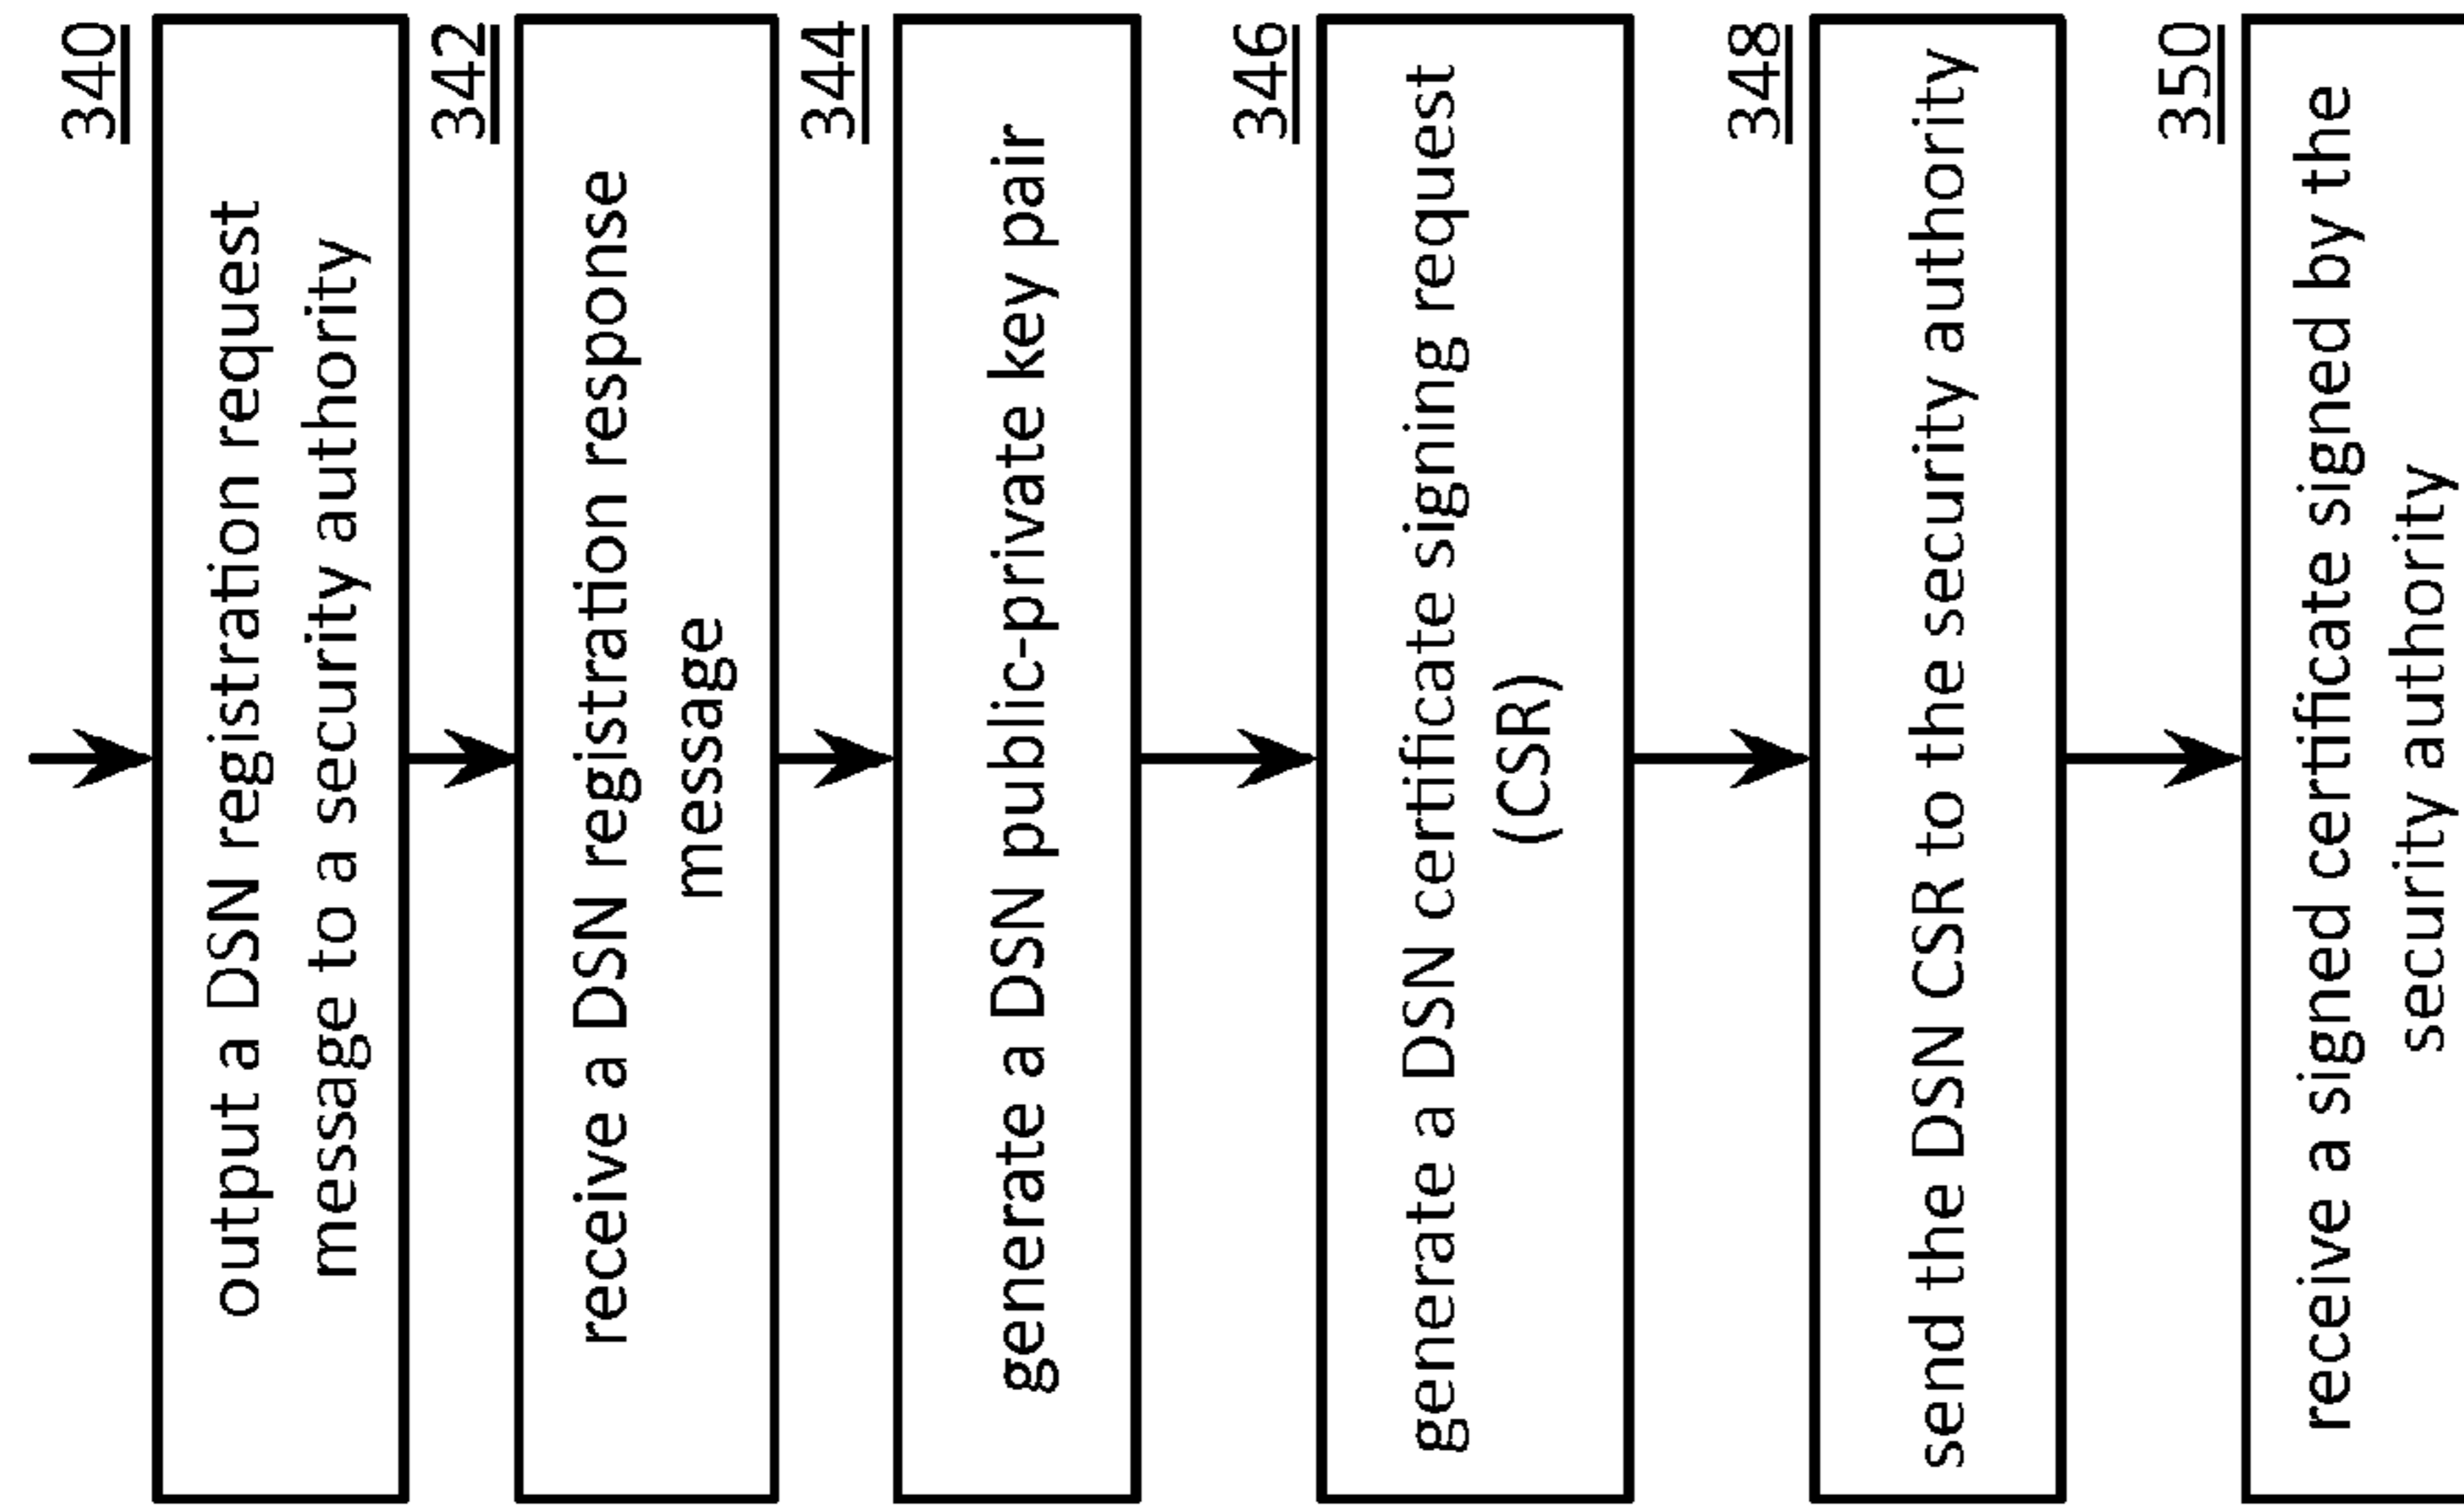 340
output a DSN registration request
message to a security authority
342
receive a DSN registration response
message
344
generate a DSN public-private key pair
346
generate a DSN certificate signing request
(CSR)
348
send the DSN CSR to the security authority
350
receive a signed certificate signed by the
security authority